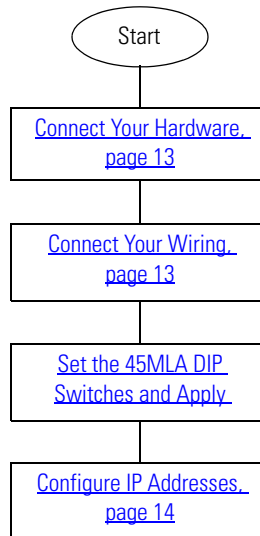 Start
Connect Your Hardware,
page 13
Connect Your Wiring,
page 13
Set the 45MLA DIP
Switches and Apply
Configure IP Addresses,
page 14